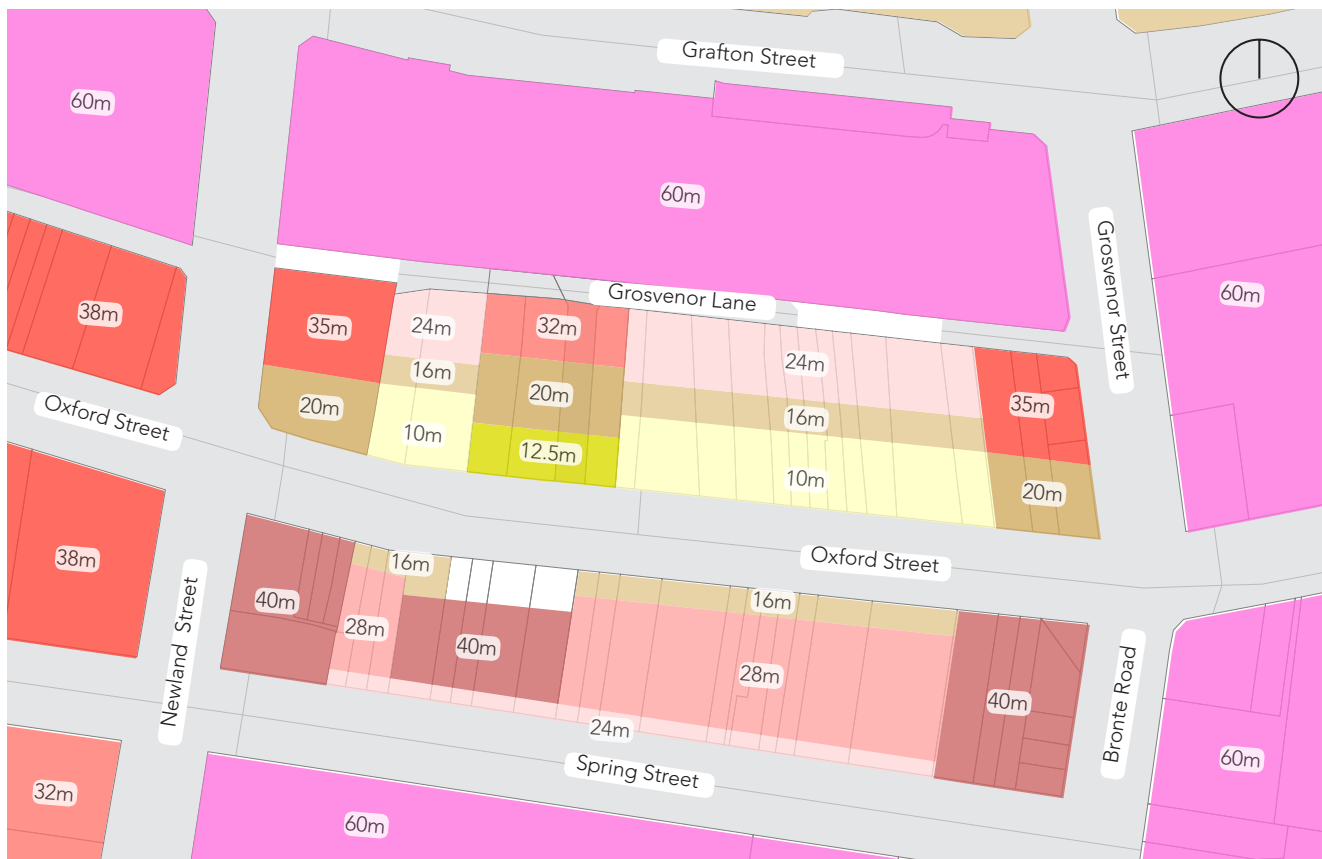 Grafton Street
60m
60m
Grosvenor Street
60m
Grosvenor Lane
38m
35m
24m
32m
24m
16m
20m
16m
35m
20m
10m
12.5m
10m
20m
Oxford Street
Oxford Street
38m
40m
16m
16m
28m
40m
28m
40m
24m
Newland Street
Bronte Road
Spring Street
60m
32m
60m